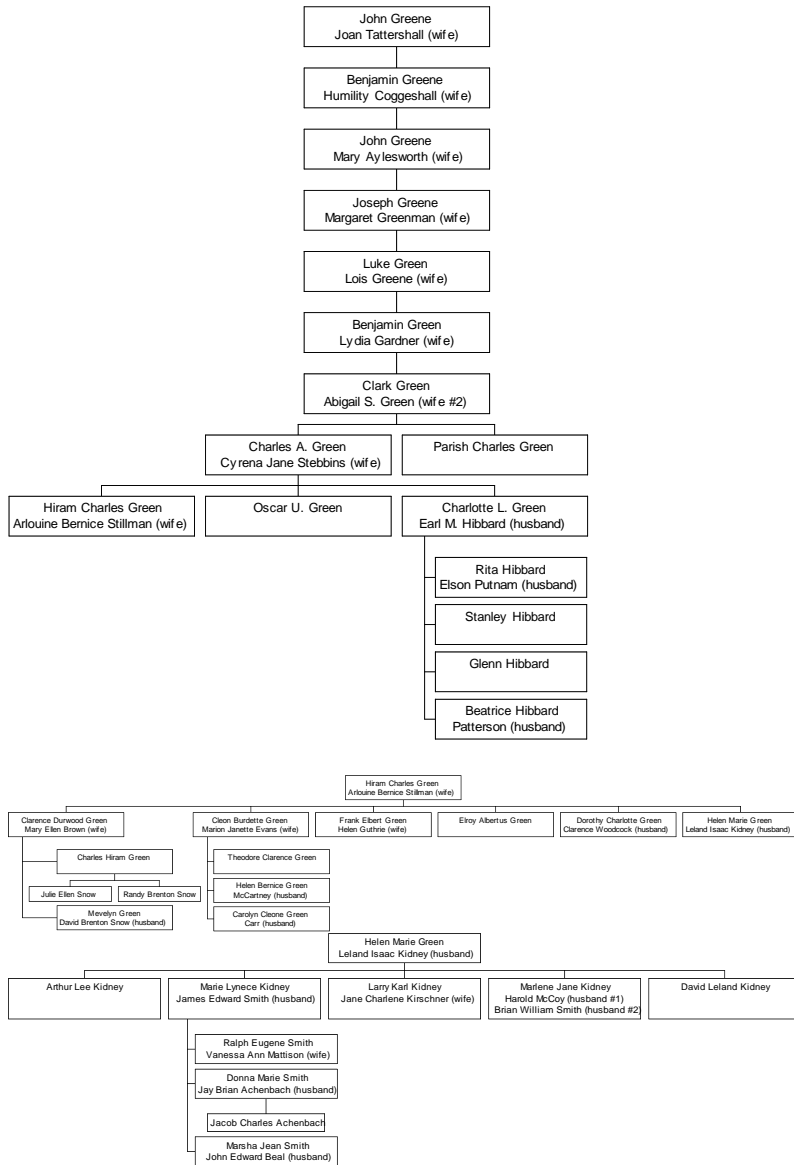 John Greene
Joan Tattershall (wife)
Benjamin Greene
Humility Coggeshall (wife)
John Greene
Mary Aylesworth (wife)
Joseph Greene
Margaret Greenman (wife)
Luke Green
Lois Greene (wife)
Benjamin Green
Lydia Gardner (wife)
Clark Green
Abigail S. Green (wife #2)
Charles A. Green
Cyrena Jane Stebbins (wife)
Parish Charles Green
Hiram Charles Green
Arlouine Bernice Stillman (wife)
Oscar U. Green
Charlotte L. Green
Earl M. Hibbard (husband)
Rita Hibbard
Elson Putnam (husband)
Stanley Hibbard
Glenn Hibbard
Beatrice Hibbard
Patterson (husband)
Hiram Charles Green
Arlouine Bernice Stillman (wife)
Clarence Durwood Green
Mary Ellen Brown (wife)
Cleon Burdette Green
Marion Janette Evans (wife)
Frank Elbert Green
Helen Guthrie (wife)
Elroy Albertus Green
Dorothy Charlotte Green
Clarence Woodcock (husband)
Helen Marie Green
Leland Isaac Kidney (husband)
Charles Hiram Green
Julie Ellen Snow
Randy Brenton Snow
Mevelyn Green
David Brenton Snow (husband)
Theodore Clarence Green
Helen Bernice Green
McCartney (husband)
Carolyn Cleone Green
Carr (husband)
Helen Marie Green
Leland Isaac Kidney (husband)
Arthur Lee Kidney
Marie Lynece Kidney
James Edward Smith (husband)
Larry Karl Kidney
Jane Charlene Kirschner (wife)
Marlene Jane Kidney
Harold McCoy (husband #1)
Brian William Smith (husband #2)
David Leland Kidney
Ralph Eugene Smith
Vanessa Ann Mattison (wife)
Donna Marie Smith
Jay Brian Achenbach (husband)
Jacob Charles Achenbach
Marsha Jean Smith
John Edward Beal (husband)